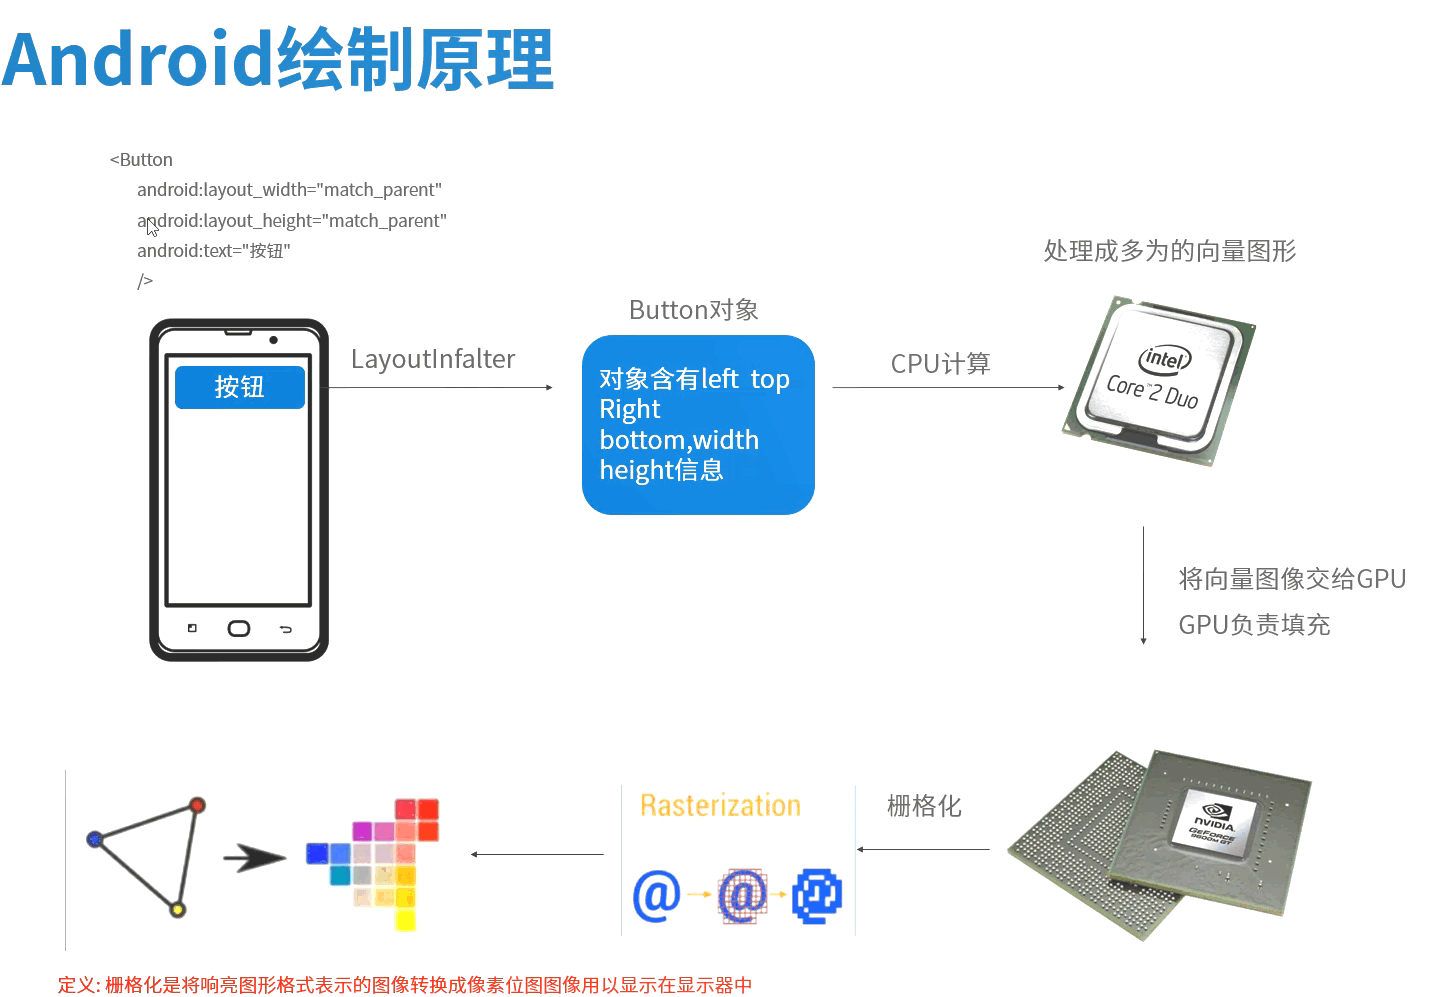 Android绘制原理
<Button
android:layout_width="match_parent"
android:layout_height="match_parent"
android:text="按钮"
/>
按钮
LayoutInfalter
Button对象
对象含有left top
Right
bottom,width
height信息
CPU计算
处理成多为的向量图形
intel
Core™2 Duo
将向量图像交给GPU
GPU负责填充
NVIDIA.
GEFORCE
9600M GT
栅格化
Rasterization
@ @ @
定义: 栅格化是将响亮图形格式表示的图像转换成像素位图图像用以显示在显示器中